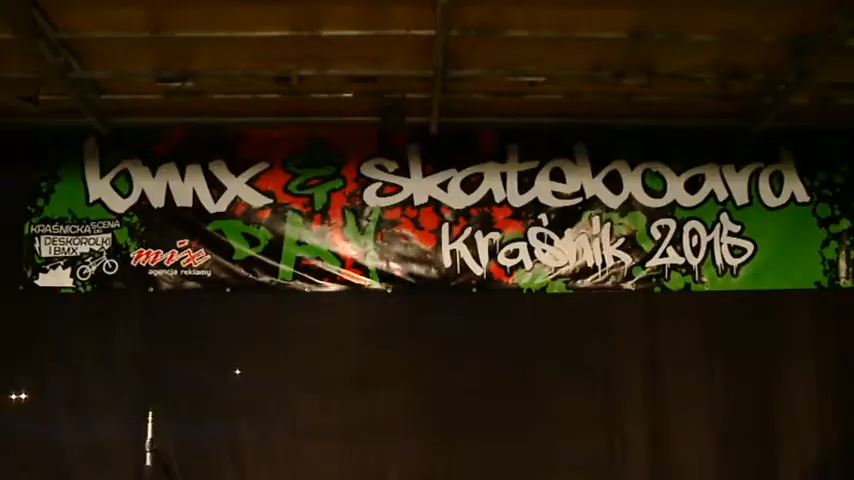 bmx & skateboard
DAY
Kraśnik 2015
KRAŚNICKA SCENA
DESKOROLKI
I BMX
mix
agencja reklamy